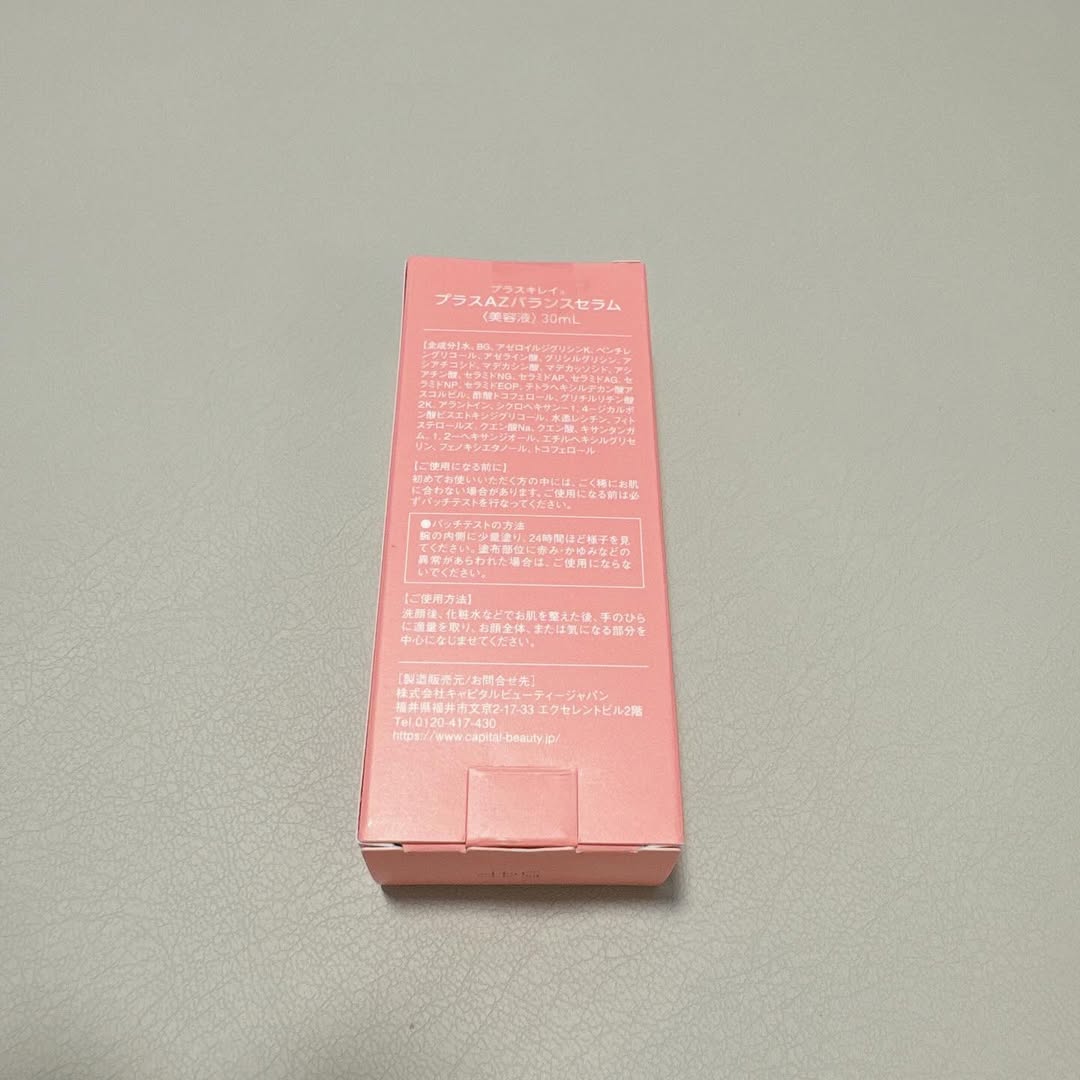 プラスキレイ®
プラスAZバランスセラム
〈美容液〉30mL
【全成分】水、BG、アゼロイルジグリシンK、ペンチレ
ングリコール、アゼライン酸、グリシルグリシン、ア
シアチコシド、マデカシン酸、マデカッソシド、アシ
アチン酸、セラミドNG、セラミドAP、セラミドAG、セ
ラミドNP、セラミドEOP、テトラヘキシルデカン酸ア
スコルビル、酢酸トコフェロール、グリチルリチン酸
2K、アラントイン、シクロヘキサン-1,4-ジカルボ
ン酸ビスエトキシジグリコール、水添レシチン、フィト
ステロールズ、クエン酸Na、クエン酸、キサンタンガ
ム、1,2-ヘキサンジオール、エチルヘキシルグリセ
リン、フェノキシエタノール、トコフェロール
【ご使用になる前に】
初めてお使いいただく方の中には、ごく稀にお肌
に合わない場合があります。ご使用になる前は必
ずパッチテストを行なってください。
●パッチテストの方法
腕の内側に少量塗り、24時間ほど様子を見
てください。塗布部位に赤み・かゆみなどの
異常があらわれた場合は、ご使用にならな
いでください。
【ご使用方法】
洗顔後、化粧水などでお肌を整えた後、手のひら
に適量を取り、お顔全体、または気になる部分を
中心になじませてください。
［製造販売元/お問合せ先］
株式会社キャピタルビューティージャパン
福井県福井市文京2-17-33 エクセレントビル2階
Tel.0120-417-430
https://www.capital-beauty.jp/